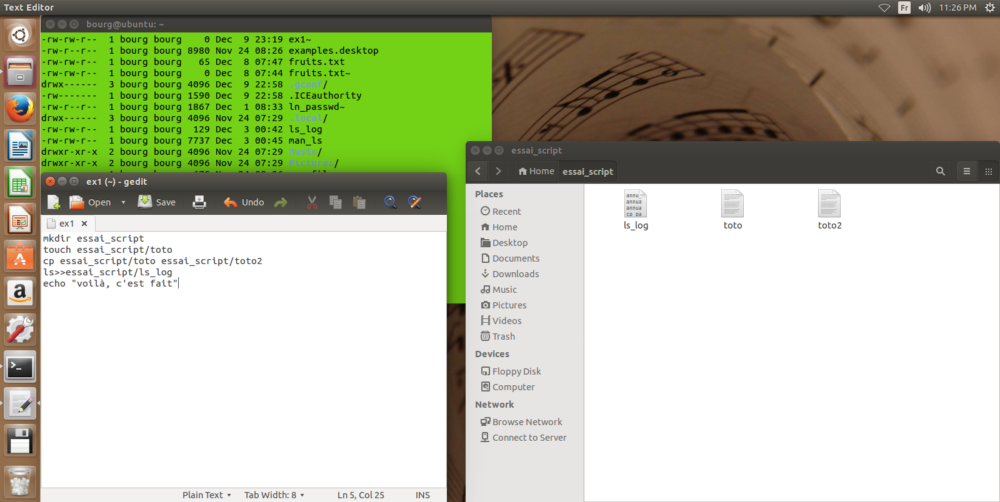 Text Editor
Fr
11:26 PM
bourg@ubuntu: ~
-rw-rw-r-- 1 bourg bourg 0 Dec 9 23:19 ex1~
-rw-r--r-- 1 bourg bourg 8980 Nov 24 08:26 examples.desktop
-rw-rw-r-- 1 bourg bourg 65 Dec 8 07:47 fruits.txt
-rw-rw-r-- 1 bourg bourg 0 Dec 8 07:44 fruits.txt~
drwx------ 3 bourg bourg 4096 Dec 9 22:58 .gconf/
-rw------- 1 bourg bourg 1590 Dec 9 22:58 .ICEauthority
-rw-r--r-- 1 bourg bourg 1867 Dec 1 08:33 ln_passwd~
drwx------ 3 bourg bourg 4096 Nov 24 07:29 .local/
-rw-rw-r-- 1 bourg bourg 129 Dec 3 00:42 ls_log
-rw-rw-r-- 1 bourg bourg 7737 Dec 3 00:45 man_ls
drwxr-xr-x 2 bourg bourg 4096 Nov 24 07:29 Music/
drwxr-xr-x 2 bourg bourg 4096 Nov 24 07:29 Pictures/
ex1 (~) - gedit
Open
Save
Undo
ex1
mkdir essai_script
touch essai_script/toto
cp essai_script/toto essai_script/toto2
ls>>essai_script/ls_log
echo "voilà, c'est fait"
Plain Text
Tab Width: 8
Ln 5, Col 25
INS
essai_script
Home
essai_script
Places
Recent
Home
Desktop
Documents
Downloads
Music
Pictures
Videos
Trash
Devices
Floppy Disk
Computer
Network
Browse Network
Connect to Server
annu_
annua
annua
ls_log
toto
toto2